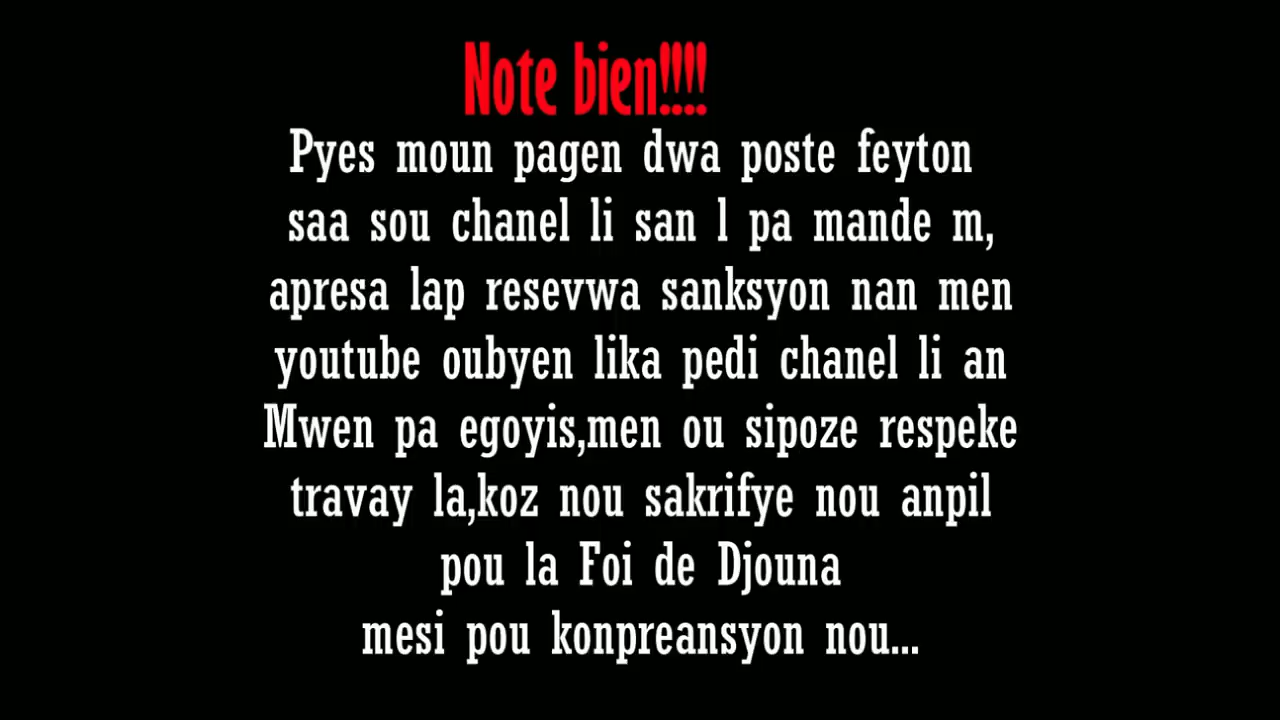 Note bien!!!!
Pyes moun pagen dwa poste feyton
saa sou chanel li san l pa mande m,
apresa lap resevwa sanksyon nan men
youtube oubyen lika pedi chanel li an
Mwen pa egoyis,men ou sipoze respeke
travay la,koz nou sakrifye nou anpil
pou la Foi de Djouna
mesi pou konpreansyon nou...